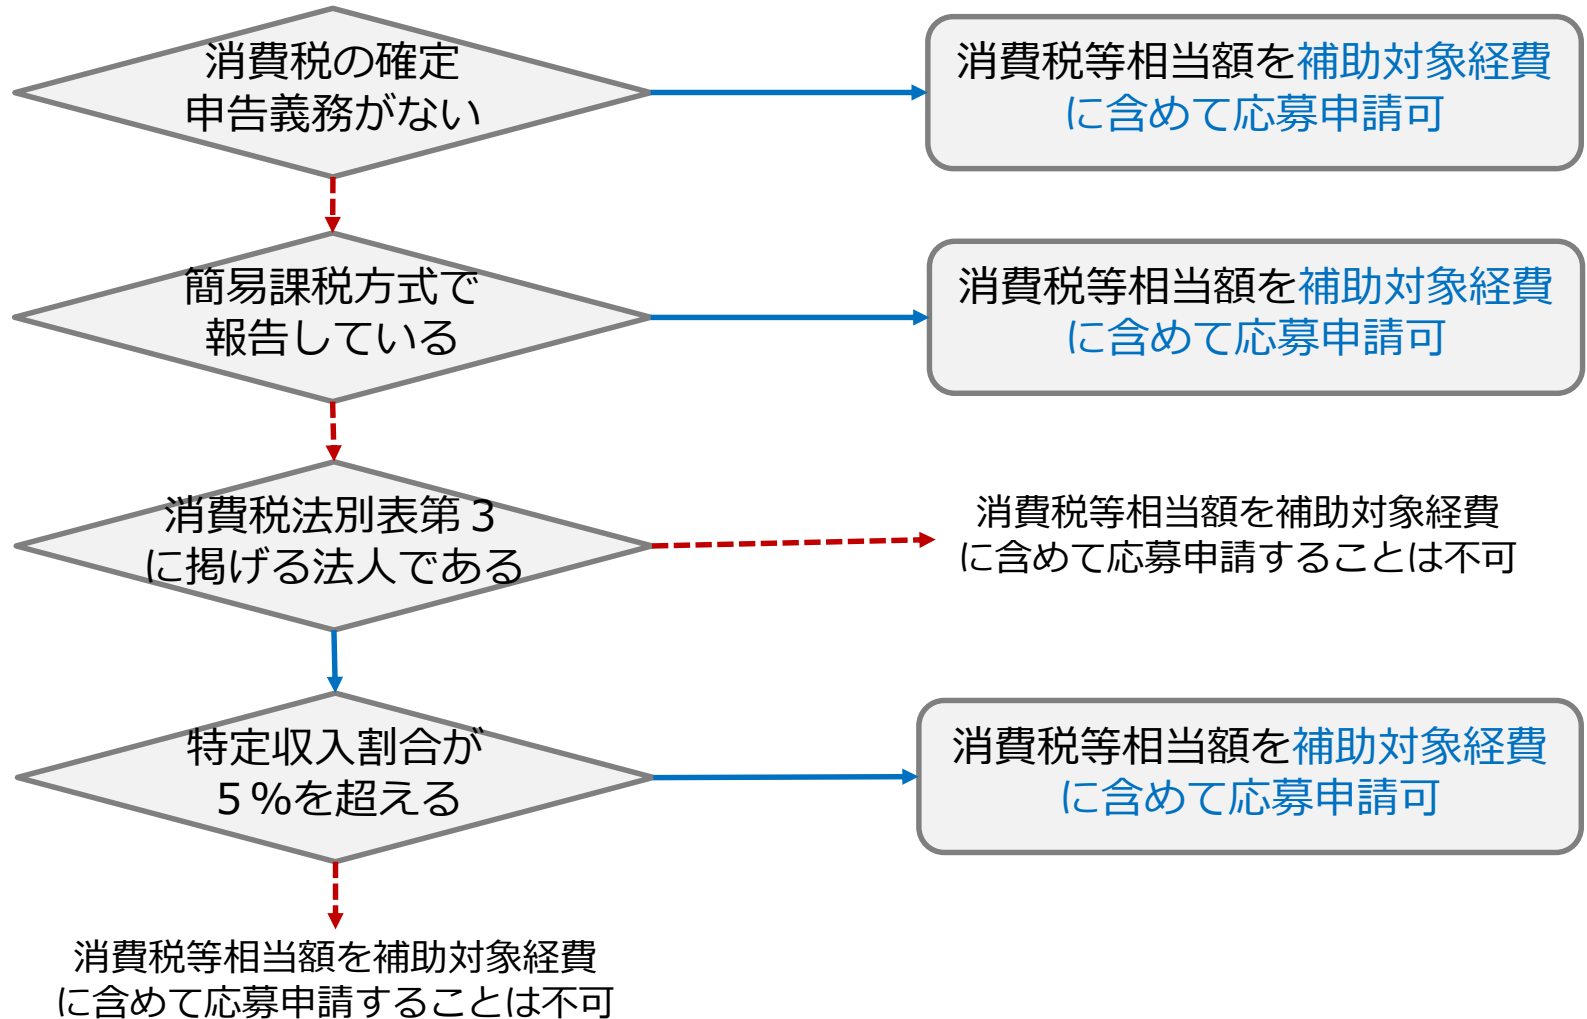 消費税の確定
申告義務がない
消費税等相当額を補助対象経費
に含めて応募申請可
簡易課税方式で
報告している
消費税等相当額を補助対象経費
に含めて応募申請可
消費税法別表第３
に掲げる法人である
消費税等相当額を補助対象経費
に含めて応募申請することは不可
特定収入割合が
５％を超える
消費税等相当額を補助対象経費
に含めて応募申請可
消費税等相当額を補助対象経費
に含めて応募申請することは不可